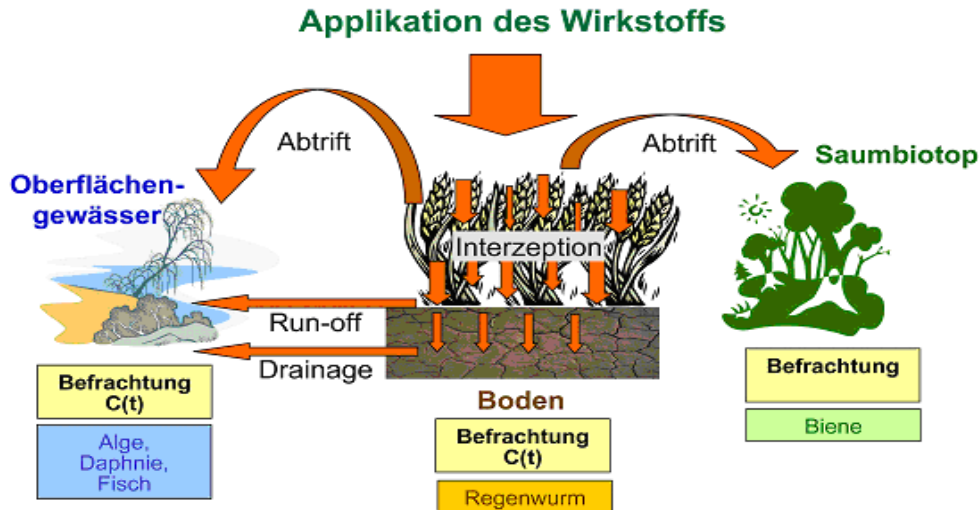 Applikation des Wirkstoffs
Abtrift
Abtrift
Saumbiotop
Oberflächen-
gewässer
Interzeption
Run-off
Drainage
Befrachtung
C(t)
Alge,
Daphnie,
Fisch
Boden
Befrachtung
C(t)
Regenwurm
Befrachtung
Biene